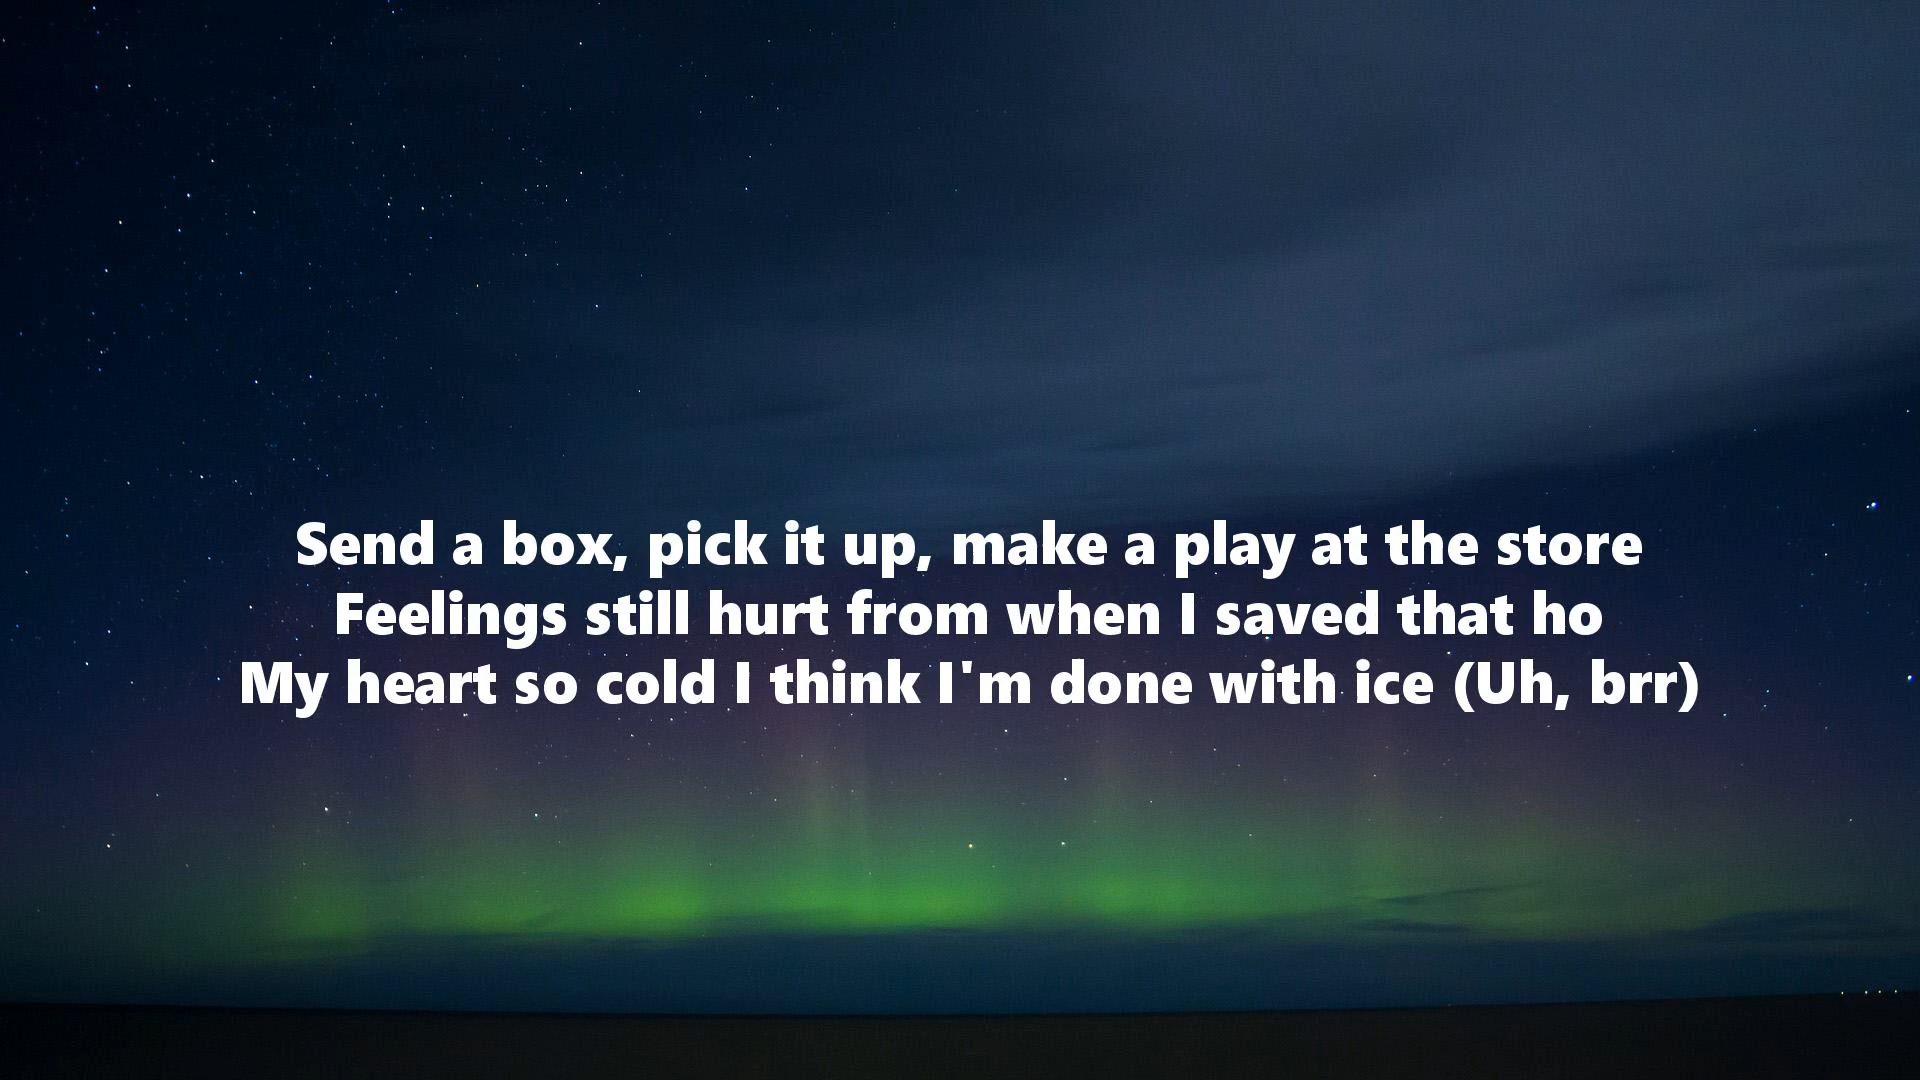 Send a box, pick it up, make a play at the store
Feelings still hurt from when I saved that ho
My heart so cold I think I'm done with ice (Uh, brr)